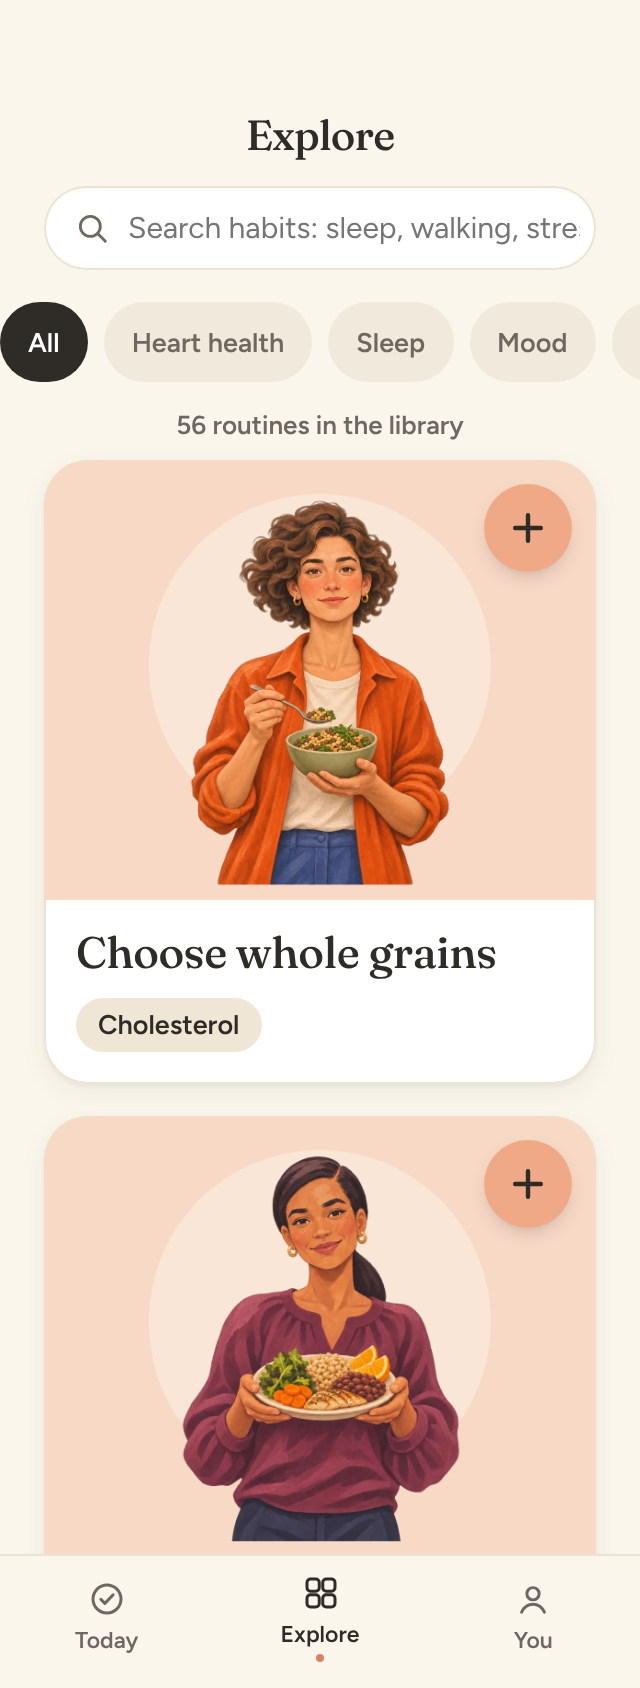 Explore
Search habits: sleep, walking, stre
All
Heart health
Sleep
Mood
56 routines in the library
Choose whole grains
Cholesterol
Today
Explore
You